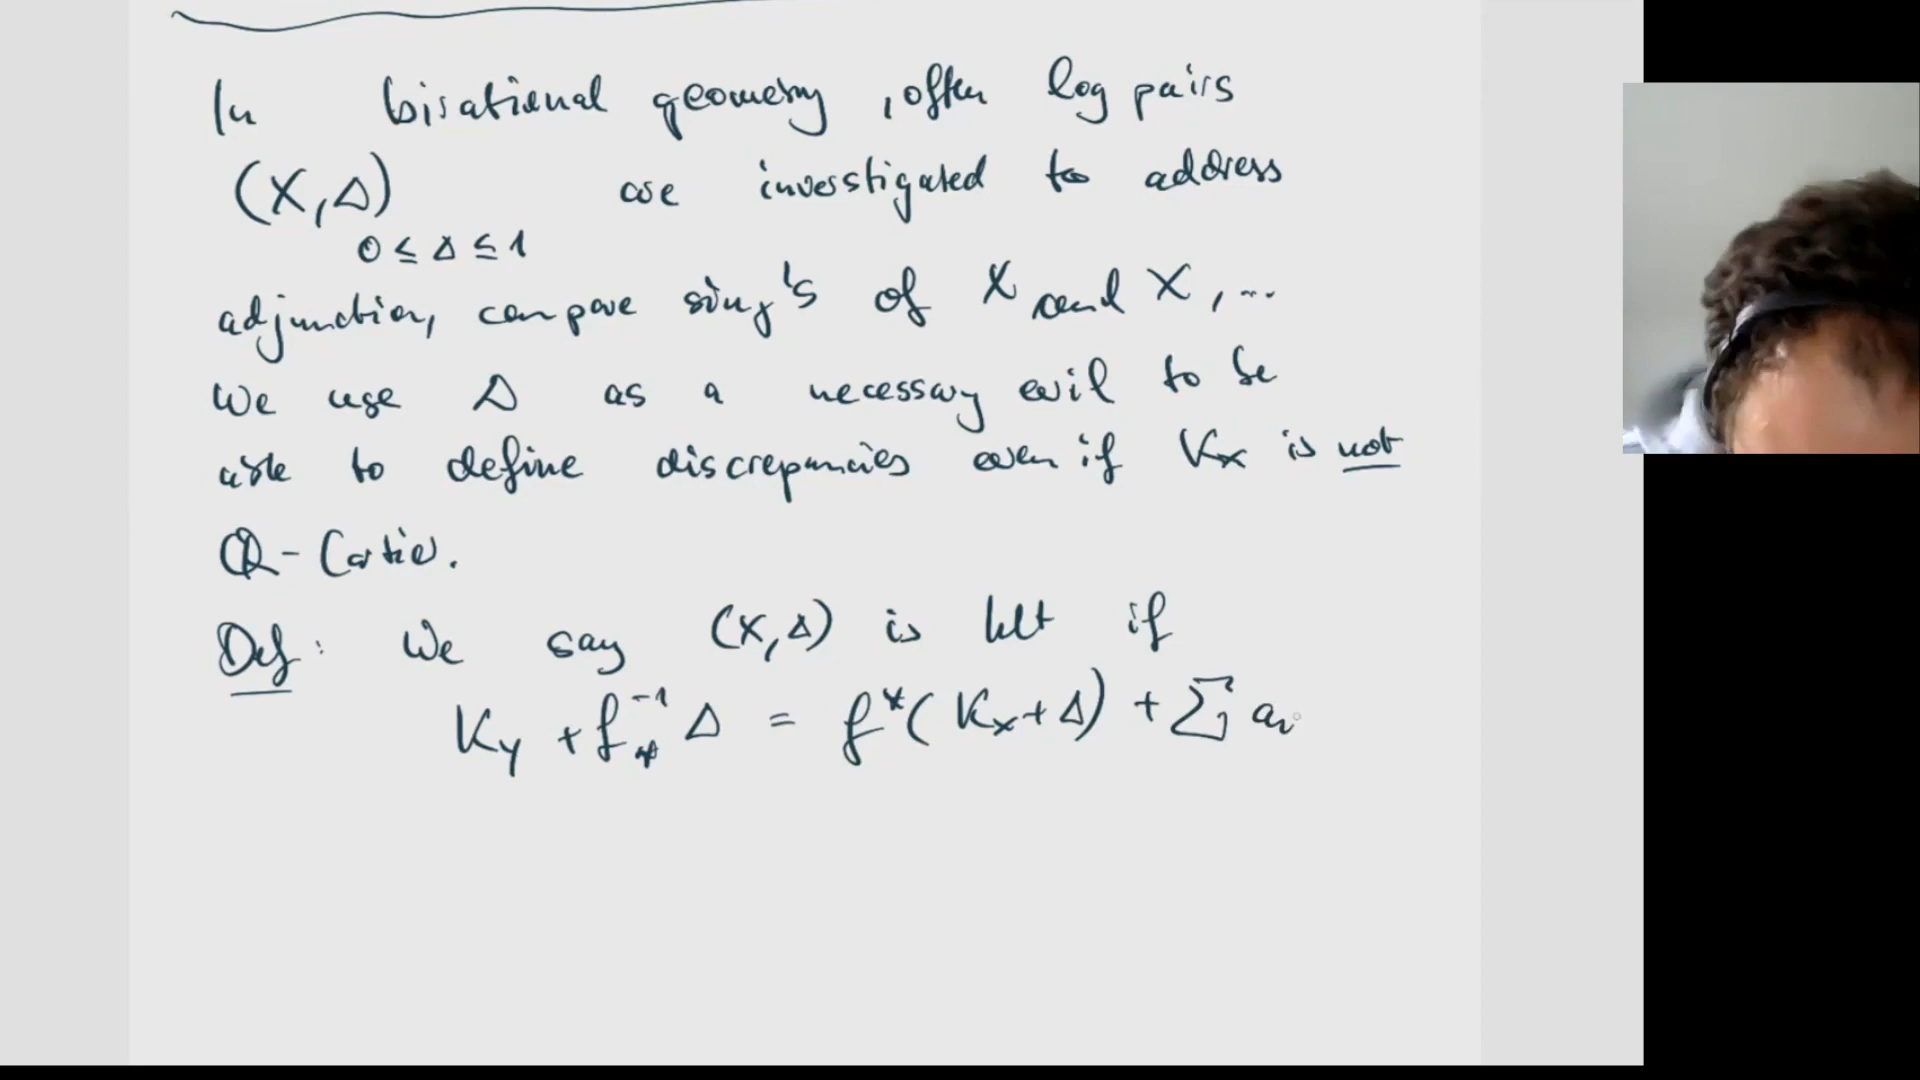 In birational geometry, often log pairs
(X,Δ) are investigated to address
0 ≤ Δ ≤ 1
adjunction, compare sing's of X and X, ...
We use Δ as a necessary evil to be
able to define discrepancies even if K_X is not
Q-Cartier.
Def: We say (X,Δ) is klt if
K_Y + f_*^{-1} Δ = f^*(K_X+Δ) + ∑ a_i